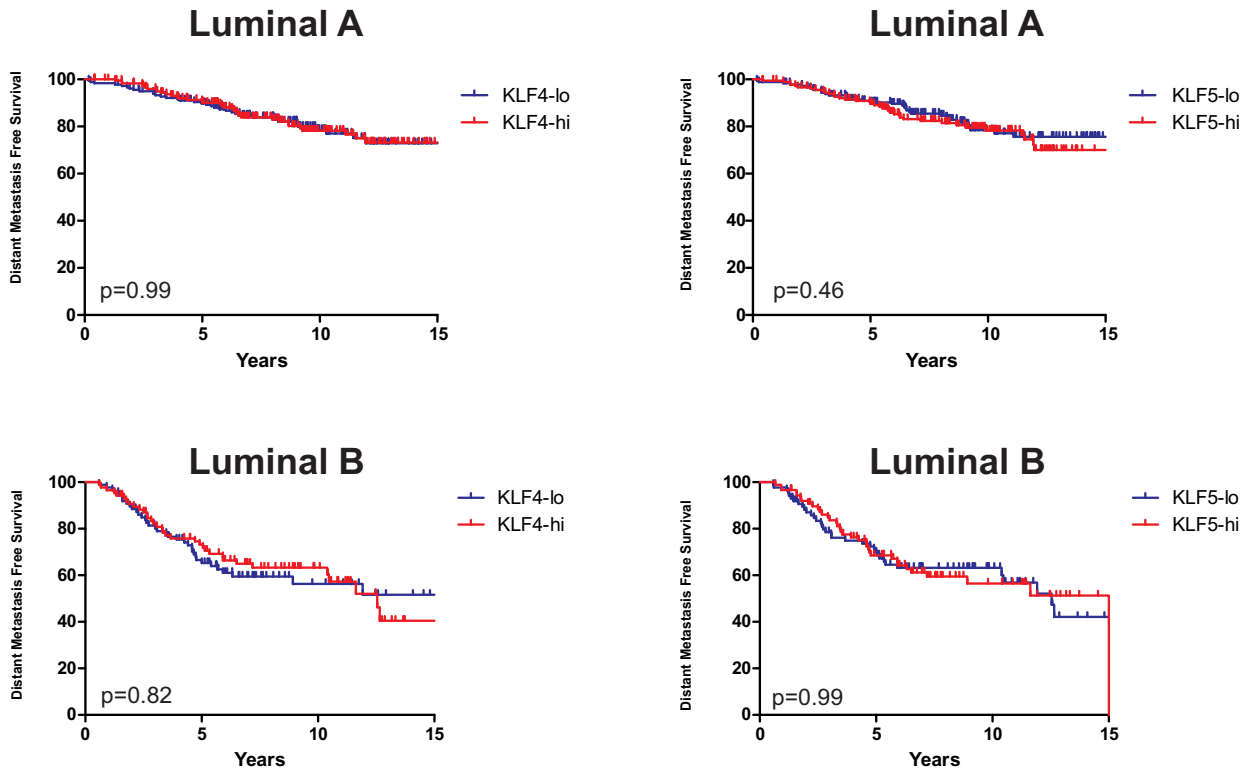 Luminal A
Distant Metastasis Free Survival
100
80
60
40
20
0
0 5 10 15
Years
p=0.99
KLF4-lo
KLF4-hi
Luminal A
Distant Metastasis Free Survival
100
80
60
40
20
0
0 5 10 15
Years
p=0.46
KLF5-lo
KLF5-hi
Luminal B
Distant Metastasis Free Survival
100
80
60
40
20
0
0 5 10 15
Years
p=0.82
KLF4-lo
KLF4-hi
Luminal B
Distant Metastasis Free Survival
100
80
60
40
20
0
0 5 10 15
Years
p=0.99
KLF5-lo
KLF5-hi